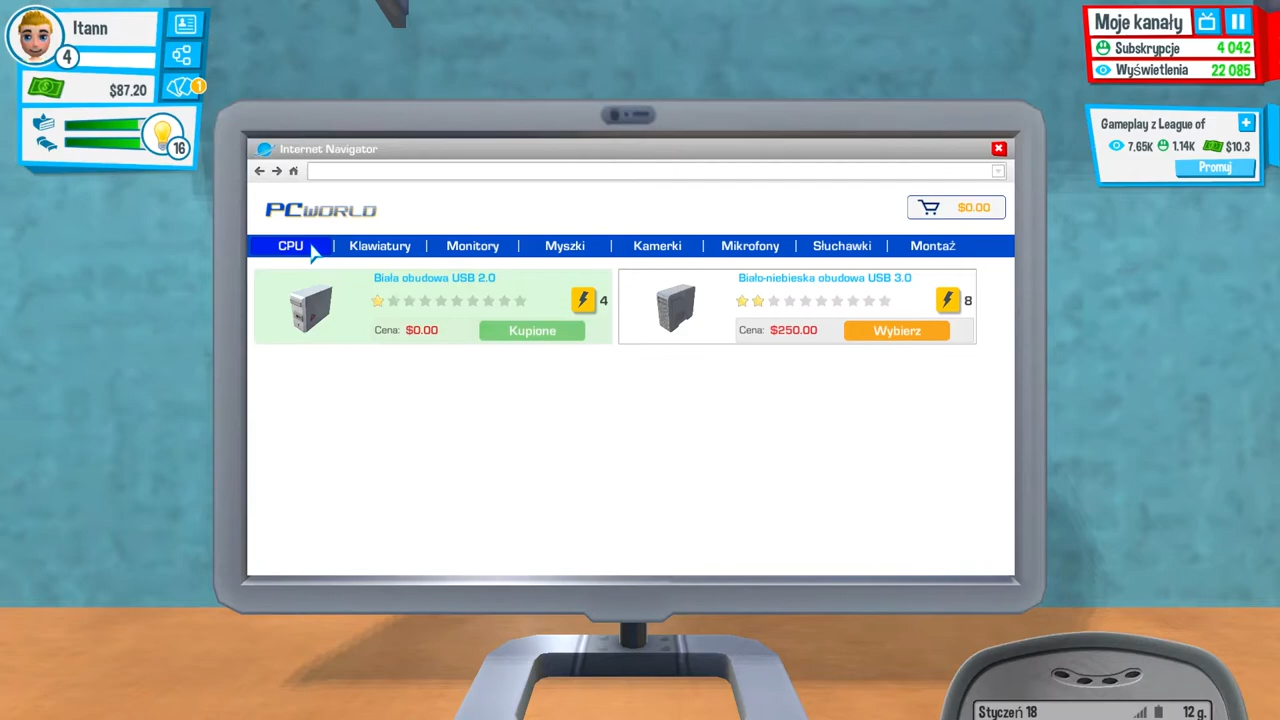 Itann
4
$87.20
1
16
Moje kanały
Subskrypcje 4 042
Wyświetlenia 22 085
Gameplay z League of
7.65K 1.14K $10.3
Promuj
Internet Navigator
PCWORLD
$0.00
CPU | Klawiatury | Monitory | Myszki | Kamerki | Mikrofony | Słuchawki | Montaż
Biała obudowa USB 2.0
4
Cena: $0.00 Kupione
Biało-niebieska obudowa USB 3.0
8
Cena: $250.00 Wybierz
Styczeń 18 12 g.